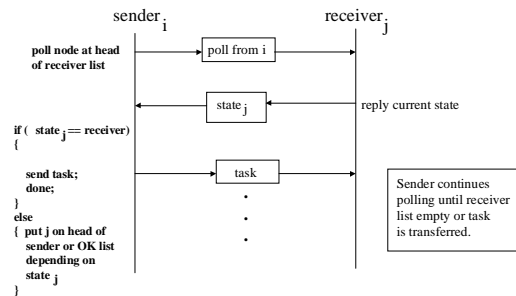 sender i
receiver j
poll node at head
of receiver list
poll from i
state j
reply current state
if ( state j == receiver)
{
send task;
done;
}
else
{ put j on head of
sender or OK list
depending on
state j
}
task
Sender continues
polling until receiver
list empty or task
is transferred.